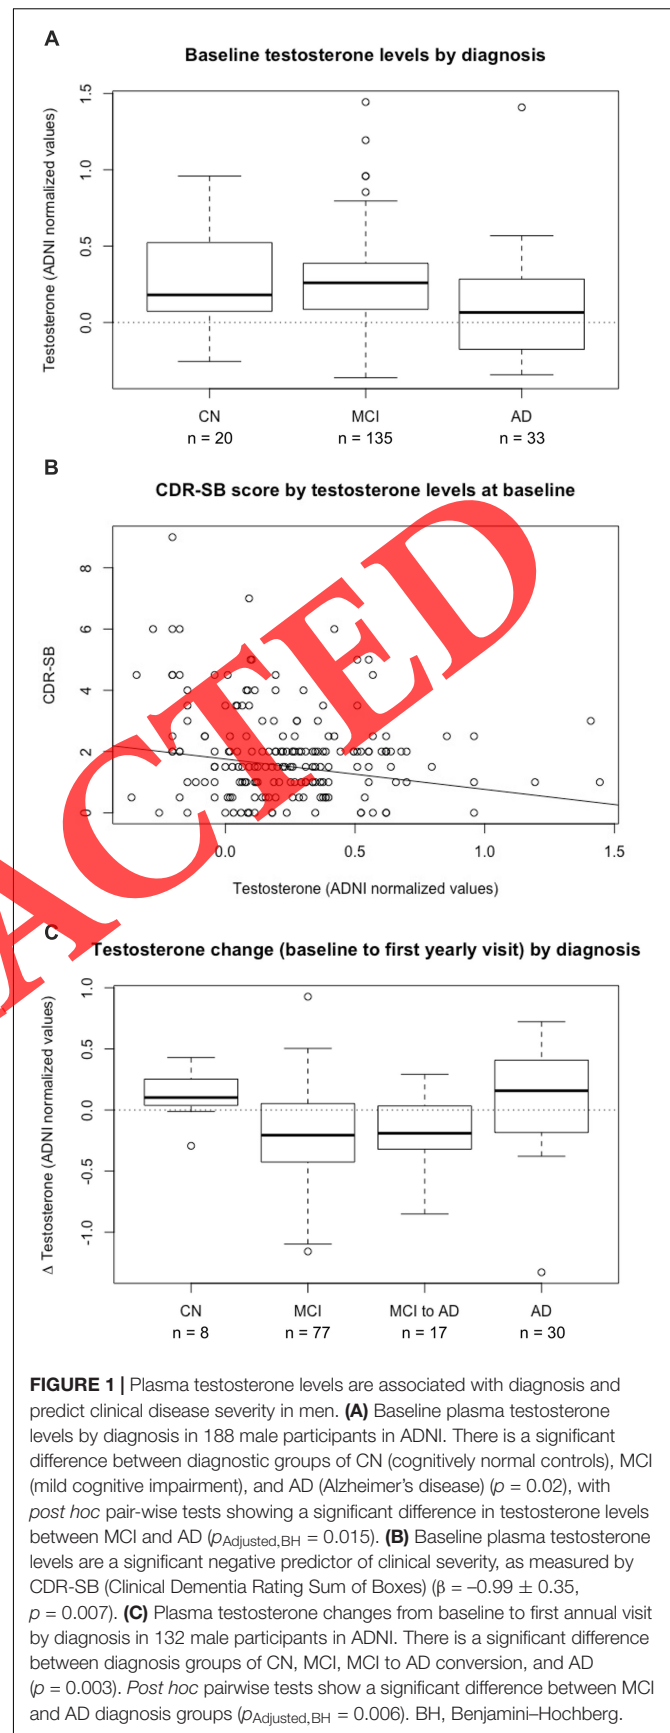 A
Baseline testosterone levels by diagnosis
Testosterone (ADNI normalized values)
1.5
1.0
0.5
0.0
CN
MCI
AD
n = 20
n = 135
n = 33
B
CDR-SB score by testosterone levels at baseline
CDR-SB
8
6
4
2
0
0.0
0.5
1.0
1.5
Testosterone (ADNI normalized values)
ACTED
C
Testosterone change (baseline to first yearly visit) by diagnosis
Δ Testosterone (ADNI normalized values)
1.0
0.5
0.0
-0.5
-1.0
CN
MCI
MCI to AD
AD
n = 8
n = 77
n = 17
n = 30
FIGURE 1 | Plasma testosterone levels are associated with diagnosis and
predict clinical disease severity in men. (A) Baseline plasma testosterone
levels by diagnosis in 188 male participants in ADNI. There is a significant
difference between diagnostic groups of CN (cognitively normal controls), MCI
(mild cognitive impairment), and AD (Alzheimer's disease) (p = 0.02), with
post hoc pair-wise tests showing a significant difference in testosterone levels
between MCI and AD (pAdjusted,BH = 0.015). (B) Baseline plasma testosterone
levels are a significant negative predictor of clinical severity, as measured by
CDR-SB (Clinical Dementia Rating Sum of Boxes) (β = –0.99 ± 0.35,
p = 0.007). (C) Plasma testosterone changes from baseline to first annual visit
by diagnosis in 132 male participants in ADNI. There is a significant difference
between diagnosis groups of CN, MCI, MCI to AD conversion, and AD
(p = 0.003). Post hoc pairwise tests show a significant difference between MCI
and AD diagnosis groups (pAdjusted,BH = 0.006). BH, Benjamini–Hochberg.